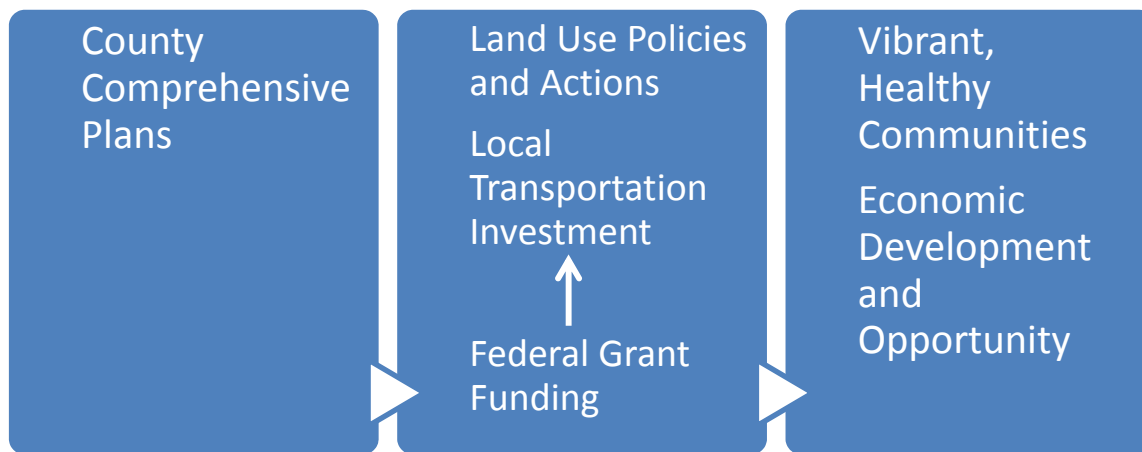 County
Comprehensive
Plans
Land Use Policies
and Actions
Local
Transportation
Investment
Federal Grant
Funding
Vibrant,
Healthy
Communities
Economic
Development
and
Opportunity